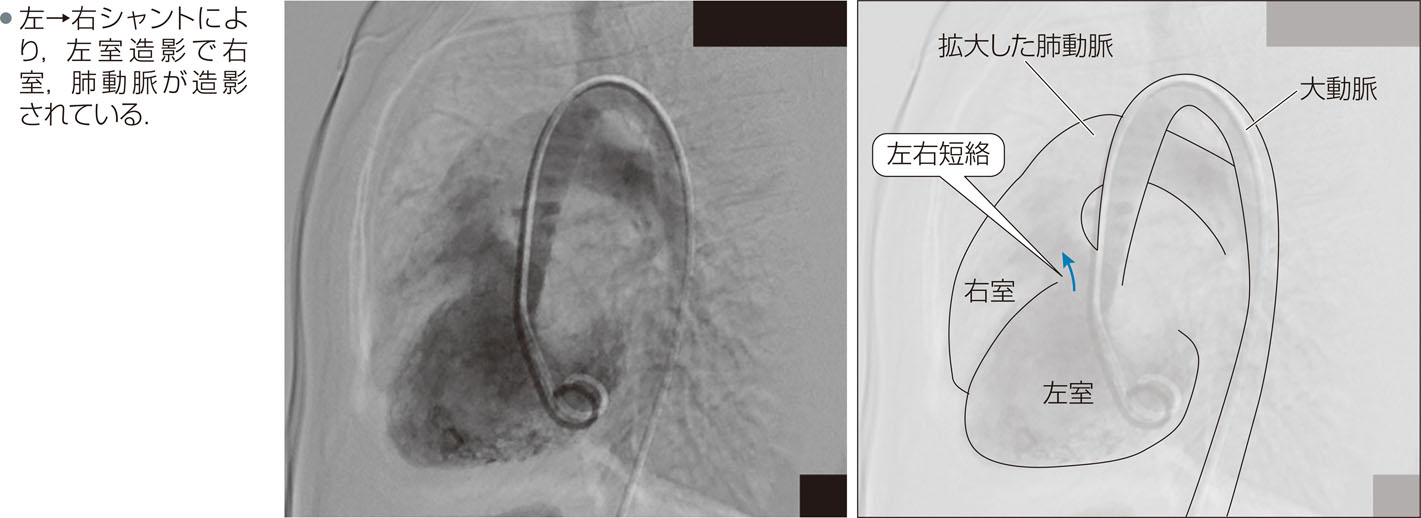 ● 左→右シャントによ
り，左室造影で右
室，肺動脈が造影
されている．
拡大した肺動脈
大動脈
左右短絡
右室
左室